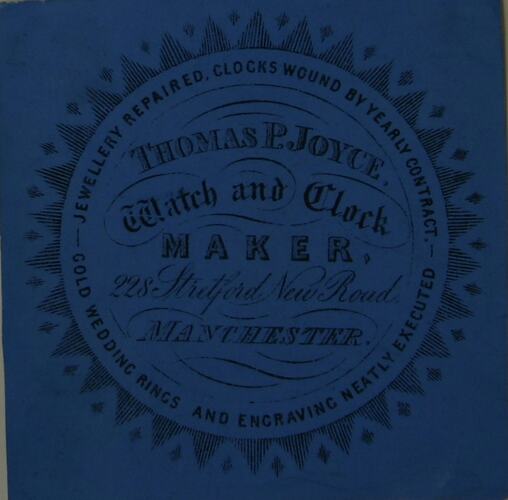 JEWELLERY REPAIRED, CLOCKS WOUND BY YEARLY CONTRACT.
THOMAS P. JOYCE,
Watch and Clock
MAKER,
228 Stretford New Road
MANCHESTER.
GOLD WEDDING RINGS AND ENGRAVING NEATLY EXECUTED